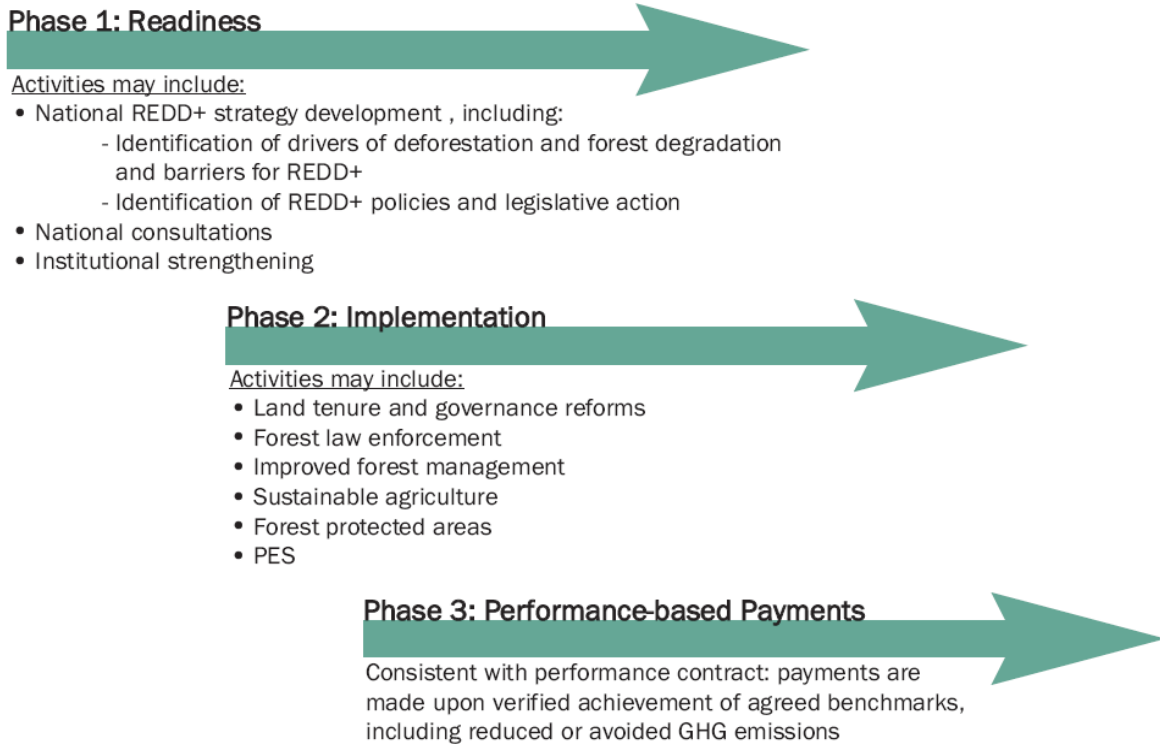 Phase 1: Readiness
Activities may include:
• National REDD+ strategy development , including:
- Identification of drivers of deforestation and forest degradation
and barriers for REDD+
- Identification of REDD+ policies and legislative action
• National consultations
• Institutional strengthening
Phase 2: Implementation
Activities may include:
• Land tenure and governance reforms
• Forest law enforcement
• Improved forest management
• Sustainable agriculture
• Forest protected areas
• PES
Phase 3: Performance-based Payments
Consistent with performance contract: payments are
made upon verified achievement of agreed benchmarks,
including reduced or avoided GHG emissions